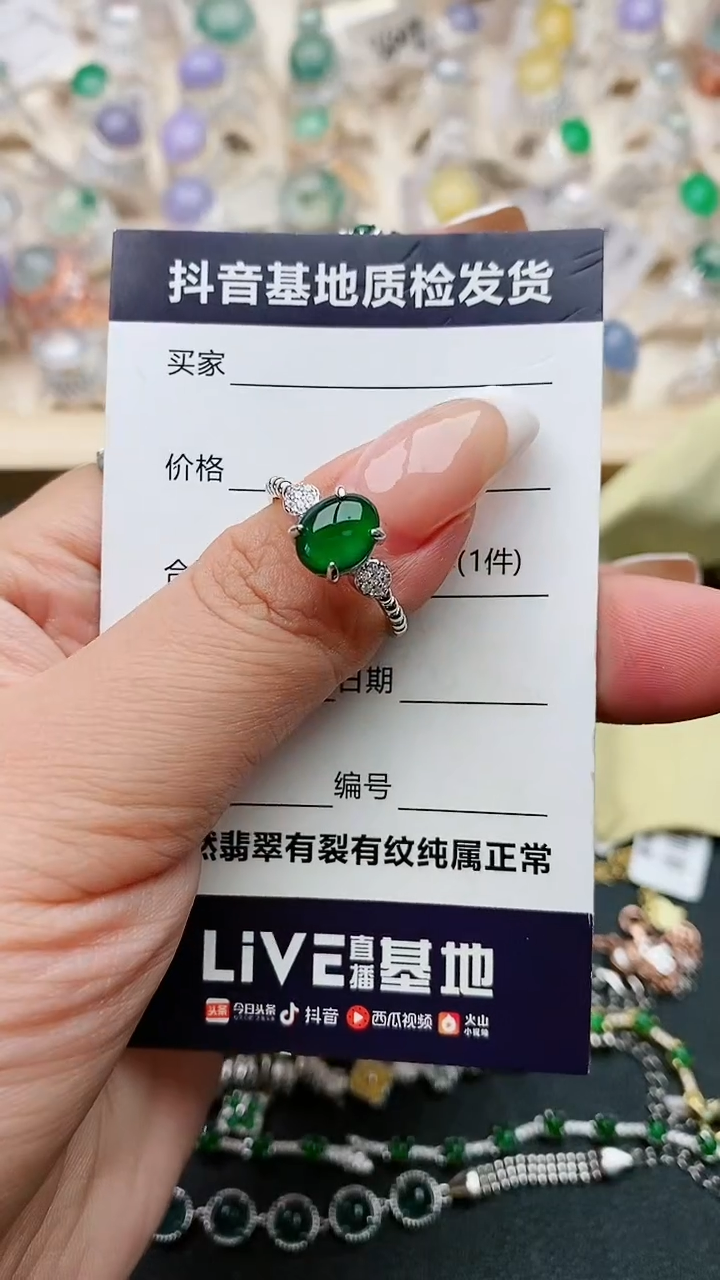 抖音基地质检发货
买家
价格
(1件)
日期
编号
然翡翠有裂有纹纯属正常
LiVE直播基地
头条 今日头条 抖音 西瓜视频 火山小视频